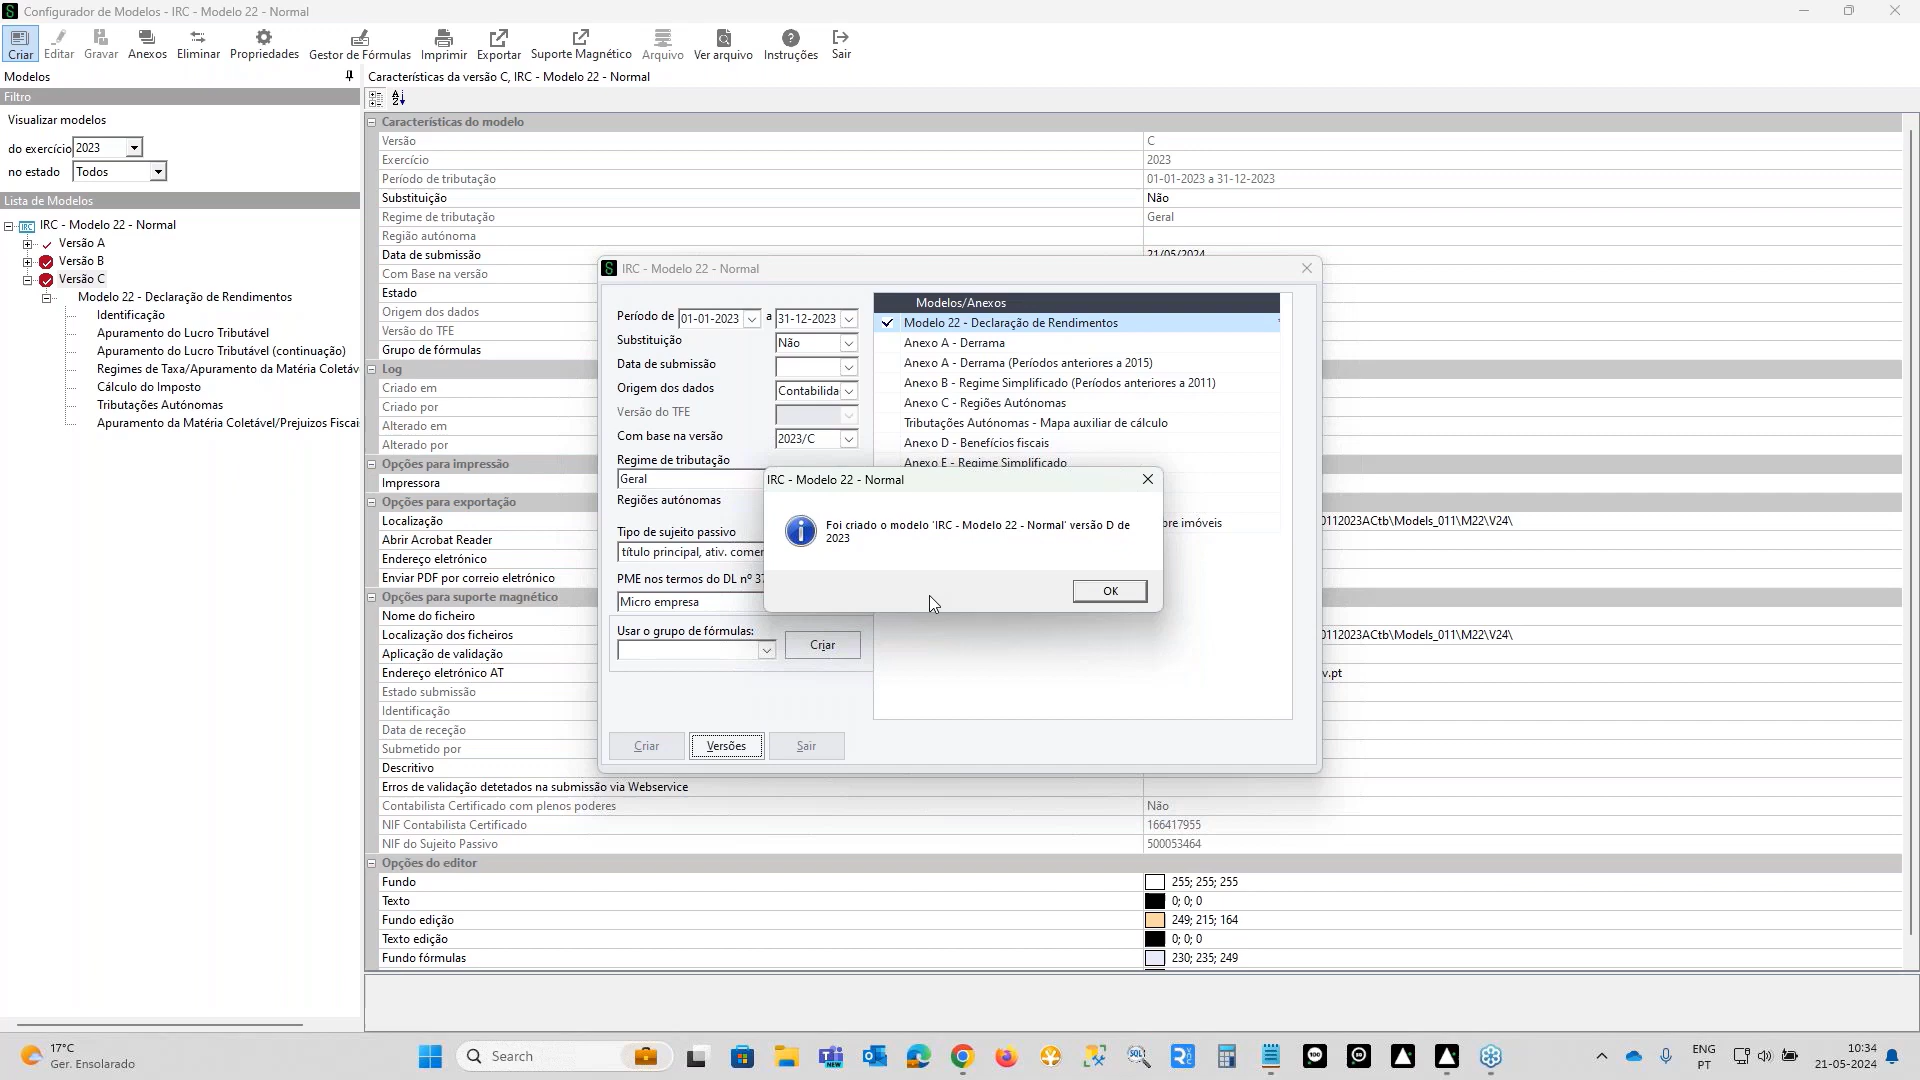 Configurador de Modelos - IRC - Modelo 22 - Normal
Criar
Editar
Gravar
Anexos
Eliminar
Propriedades
Gestor de Fórmulas
Imprimir
Exportar
Suporte Magnético
Arquivo
Ver arquivo
Instruções
Sair
Modelos
Filtro
Visualizar modelos
do exercício 2023
no estado Todos
Lista de Modelos
IRC - Modelo 22 - Normal
Versão A
Versão B
Versão C
Modelo 22 - Declaração de Rendimentos
Identificação
Apuramento do Lucro Tributável
Apuramento do Lucro Tributável (continuação)
Regimes de Taxa/Apuramento da Matéria Coletáv
Cálculo do Imposto
Tributações Autónomas
Apuramento da Matéria Coletável/Prejuizos Fiscai
Características da versão C, IRC - Modelo 22 - Normal
Características do modelo
Versão C
Exercício 2023
Período de tributação 01-01-2023 a 31-12-2023
Substituição Não
Regime de tributação Geral
Região autónoma
Data de submissão 21/05/2024
Com Base na versão
Estado
Origem dos dados
Versão do TFE
Grupo de fórmulas
Log
Criado em
Criado por
Alterado em
Alterado por
Opções para impressão
Impressora
Opções para exportação
Localização 0112023ACtb\Models_011\M22\V24\
Abrir Acrobat Reader
Endereço eletrónico
Enviar PDF por correio eletrónico
Opções para suporte magnético
Nome do ficheiro
Localização dos ficheiros 0112023ACtb\Models_011\M22\V24\
Aplicação de validação
Endereço eletrónico AT v.pt
Estado submissão
Identificação
Data de receção
Submetido por
Descritivo
Erros de validação detetados na submissão via Webservice
Contabilista Certificado com plenos poderes Não
NIF Contabilista Certificado 166417955
NIF do Sujeito Passivo 500053464
Opções do editor
Fundo 255; 255; 255
Texto 0; 0; 0
Fundo edição 249; 215; 164
Texto edição 0; 0; 0
Fundo fórmulas 230; 235; 249
IRC - Modelo 22 - Normal
Período de 01-01-2023 a 31-12-2023
Substituição Não
Data de submissão
Origem dos dados Contabilida
Versão do TFE
Com base na versão 2023/C
Regime de tributação
Geral
Regiões autónomas
Tipo de sujeito passivo
título principal, ativ. comer
PME nos termos do DL nº 37
Micro empresa
Usar o grupo de fórmulas:
Criar
Criar
Versões
Sair
Modelos/Anexos
Modelo 22 - Declaração de Rendimentos
Anexo A - Derrama
Anexo A - Derrama (Períodos anteriores a 2015)
Anexo B - Regime Simplificado (Períodos anteriores a 2011)
Anexo C - Regiões Autónomas
Tributações Autónomas - Mapa auxiliar de cálculo
Anexo D - Benefícios fiscais
Anexo E - Regime Simplificado
bre imóveis
IRC - Modelo 22 - Normal
Foi criado o modelo 'IRC - Modelo 22 - Normal' versão D de
2023
OK
17°C
Ger. Ensolarado
Search
ENG
PT
10:34
21-05-2024